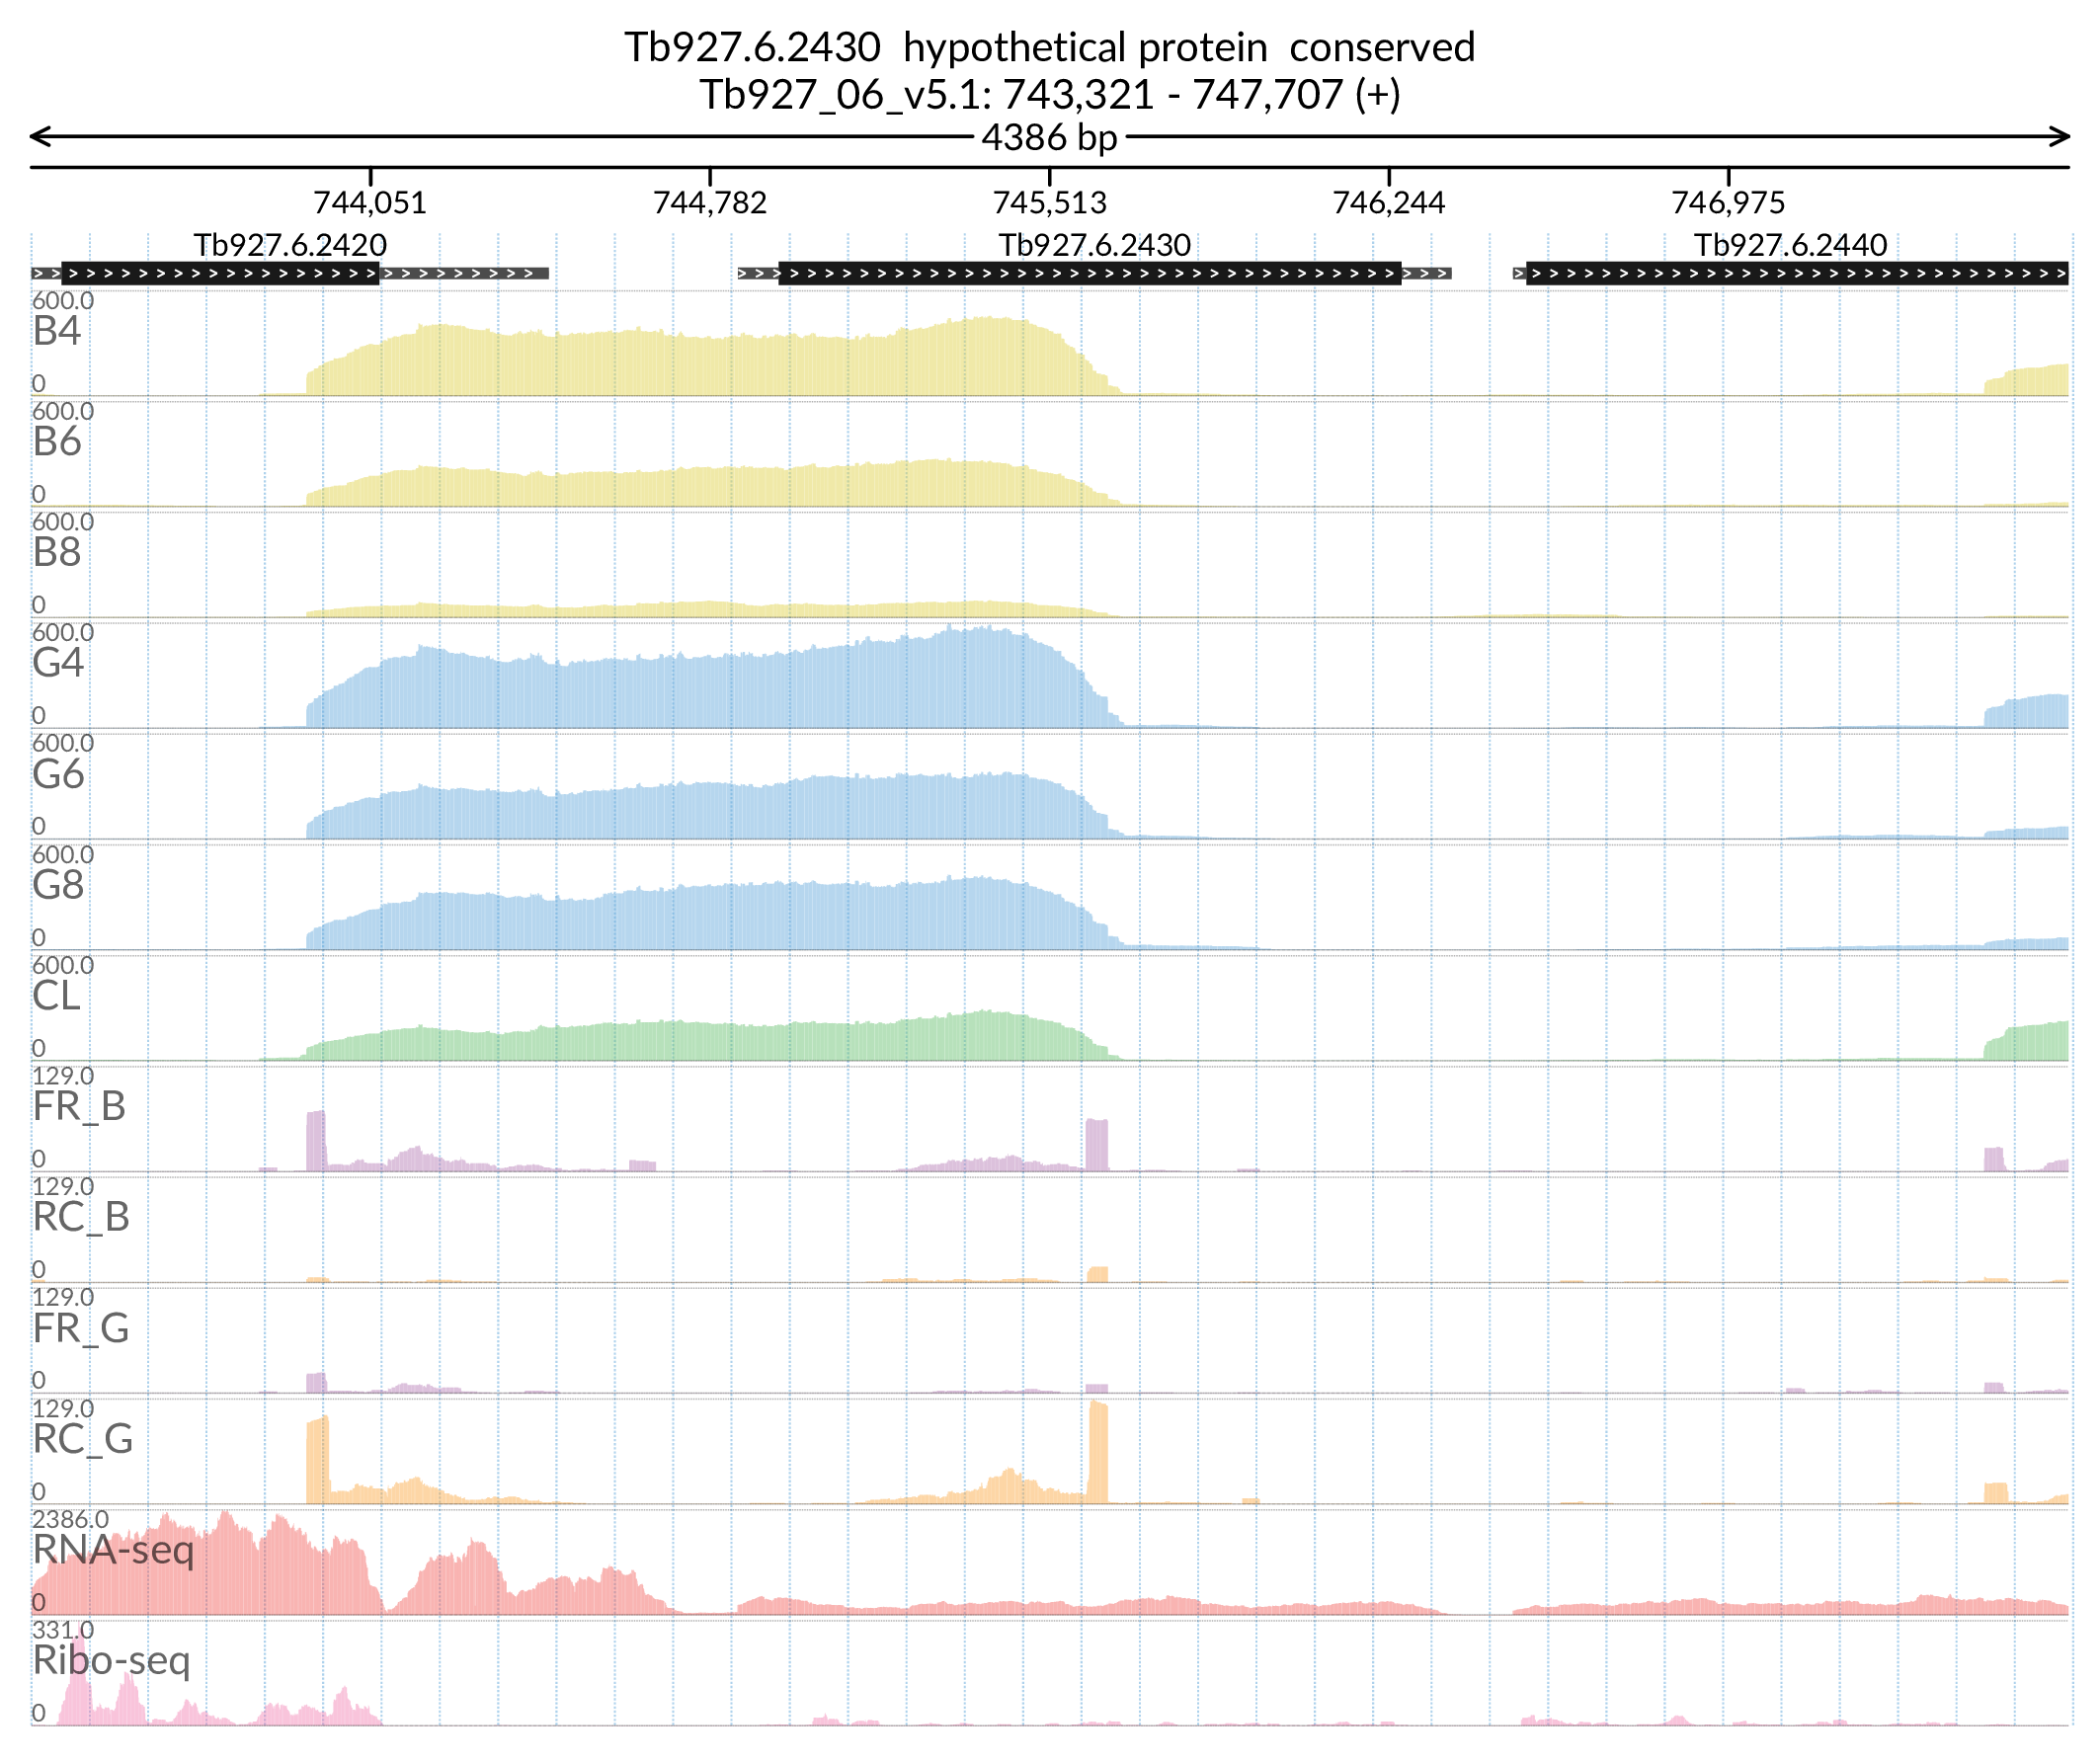 Tb927.6.2430 hypothetical protein conserved
Tb927_06_v5.1: 743,321 - 747,707 (+)
4386 bp
744,051 744,782 745,513 746,244 746,975
Tb927.6.2420 Tb927.6.2430 Tb927.6.2440
600.0
B4
0
600.0
B6
0
600.0
B8
0
600.0
G4
0
600.0
G6
0
600.0
G8
0
600.0
CL
0
129.0
FR_B
0
129.0
RC_B
0
129.0
FR_G
0
129.0
RC_G
0
2386.0
RNA-seq
0
331.0
Ribo-seq
0